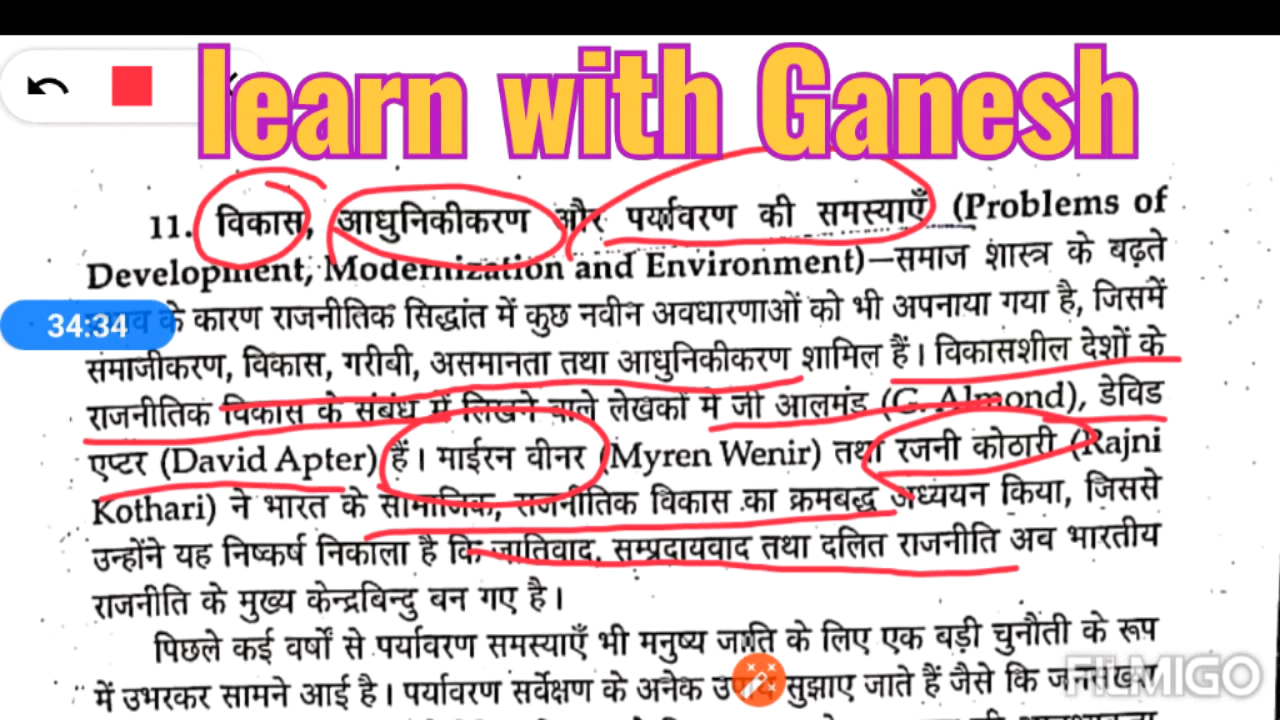 learn with Ganesh
11. विकास, आधुनिकीकरण और पर्यावरण की समस्याएँ (Problems of
Development, Modernization and Environment)–समाज शास्त्र के बढ़ते
34:34
के कारण राजनीतिक सिद्धांत में कुछ नवीन अवधारणाओं को भी अपनाया गया है, जिसमें
समाजीकरण, विकास, गरीबी, असमानता तथा आधुनिकीकरण शामिल हैं। विकासशील देशों के
राजनीतिक विकास के संबंध में लिखने वाले लेखकों में जी आलमंड (G. Almond), डेविड
एप्टर (David Apter) हैं। माईरन वीनर (Myren Wenir) तथा रजनी कोठारी (Rajni
Kothari) ने भारत के सामाजिक, राजनीतिक विकास का क्रमबद्ध अध्ययन किया, जिससे
उन्होंने यह निष्कर्ष निकाला है कि जातिवाद, सम्प्रदायवाद तथा दलित राजनीति अब भारतीय
राजनीति के मुख्य केन्द्रबिन्दु बन गए है।
पिछले कई वर्षों से पर्यावरण समस्याएँ भी मनुष्य जाति के लिए एक बड़ी चुनौती के रूप
में उभरकर सामने आई है। पर्यावरण सर्वेक्षण के अनेक सुझाए जाते हैं जैसे कि जनसंख्या
FILMIGO